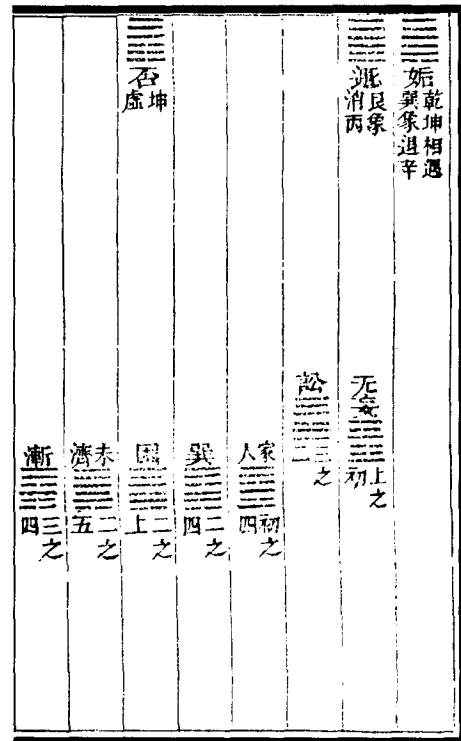 姤
乾坤相遇
巽象退辛
遯
艮象
消丙
无妄
上之
初
訟
三之
二
家人
初之
四
巽
二之
四
否
坤
虛
困
二之
上
未濟
二之
五
漸
三之
四